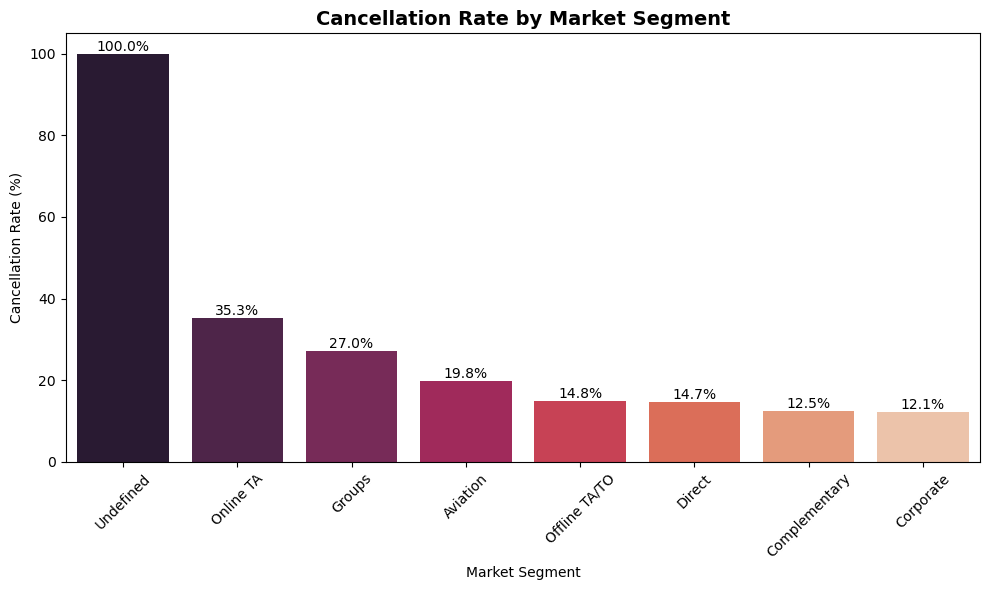 Cancellation Rate by Market Segment
Cancellation Rate (%)
100
80
60
40
20
0
100.0%
35.3%
27.0%
19.8%
14.8%
14.7%
12.5%
12.1%
Undefined
Online TA
Groups
Aviation
Offline TA/TO
Direct
Complementary
Corporate
Market Segment